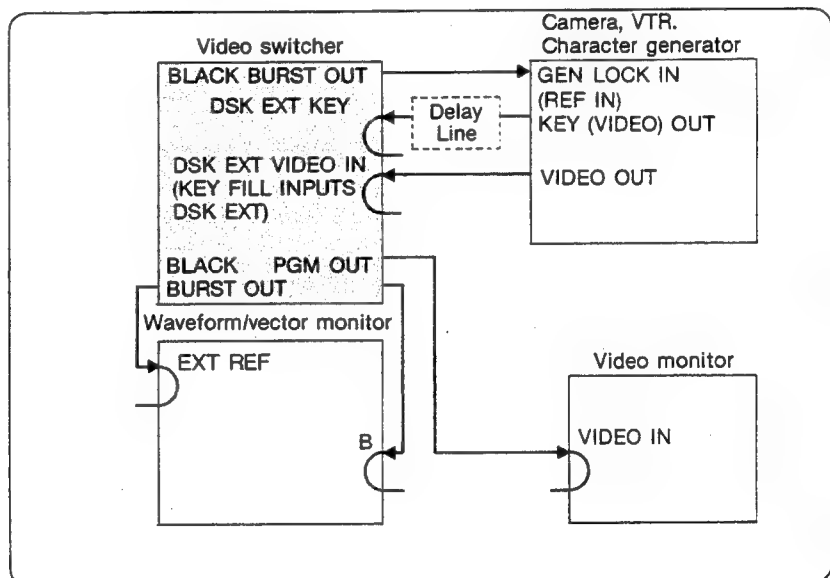 Camera, VTR.
Video switcher
Character generator
BLACK BURST OUT
GEN LOCK IN
(REF IN)
DSK EXT KEY
Delay
Line
KEY (VIDEO) OUT
DSK EXT VIDEO IN
(KEY FILL INPUTS
DSK EXT)
VIDEO OUT
BLACK PGM OUT
BURST OUT
Waveform/vector monitor
EXT REF
Video monitor
B
VIDEO IN